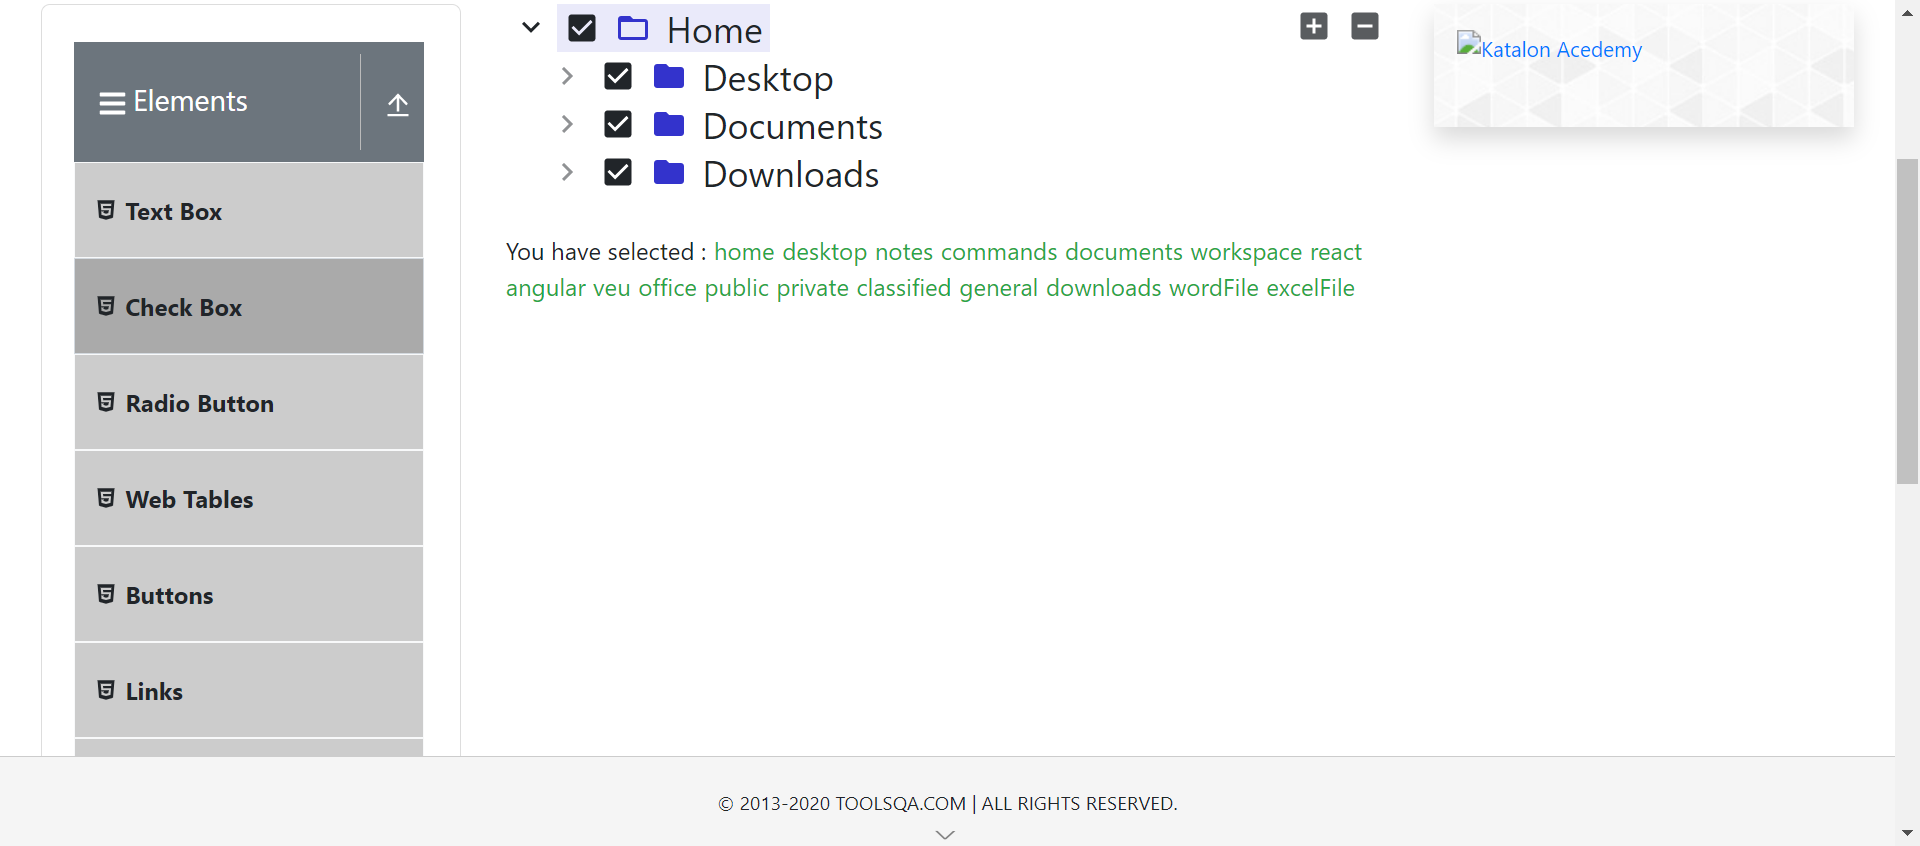 Elements
Text Box
Check Box
Radio Button
Web Tables
Buttons
Links
Home
Desktop
Documents
Downloads
You have selected : home desktop notes commands documents workspace react
angular veu office public private classified general downloads wordFile excelFile
Katalon Acedemy
© 2013-2020 TOOLSQA.COM | ALL RIGHTS RESERVED.